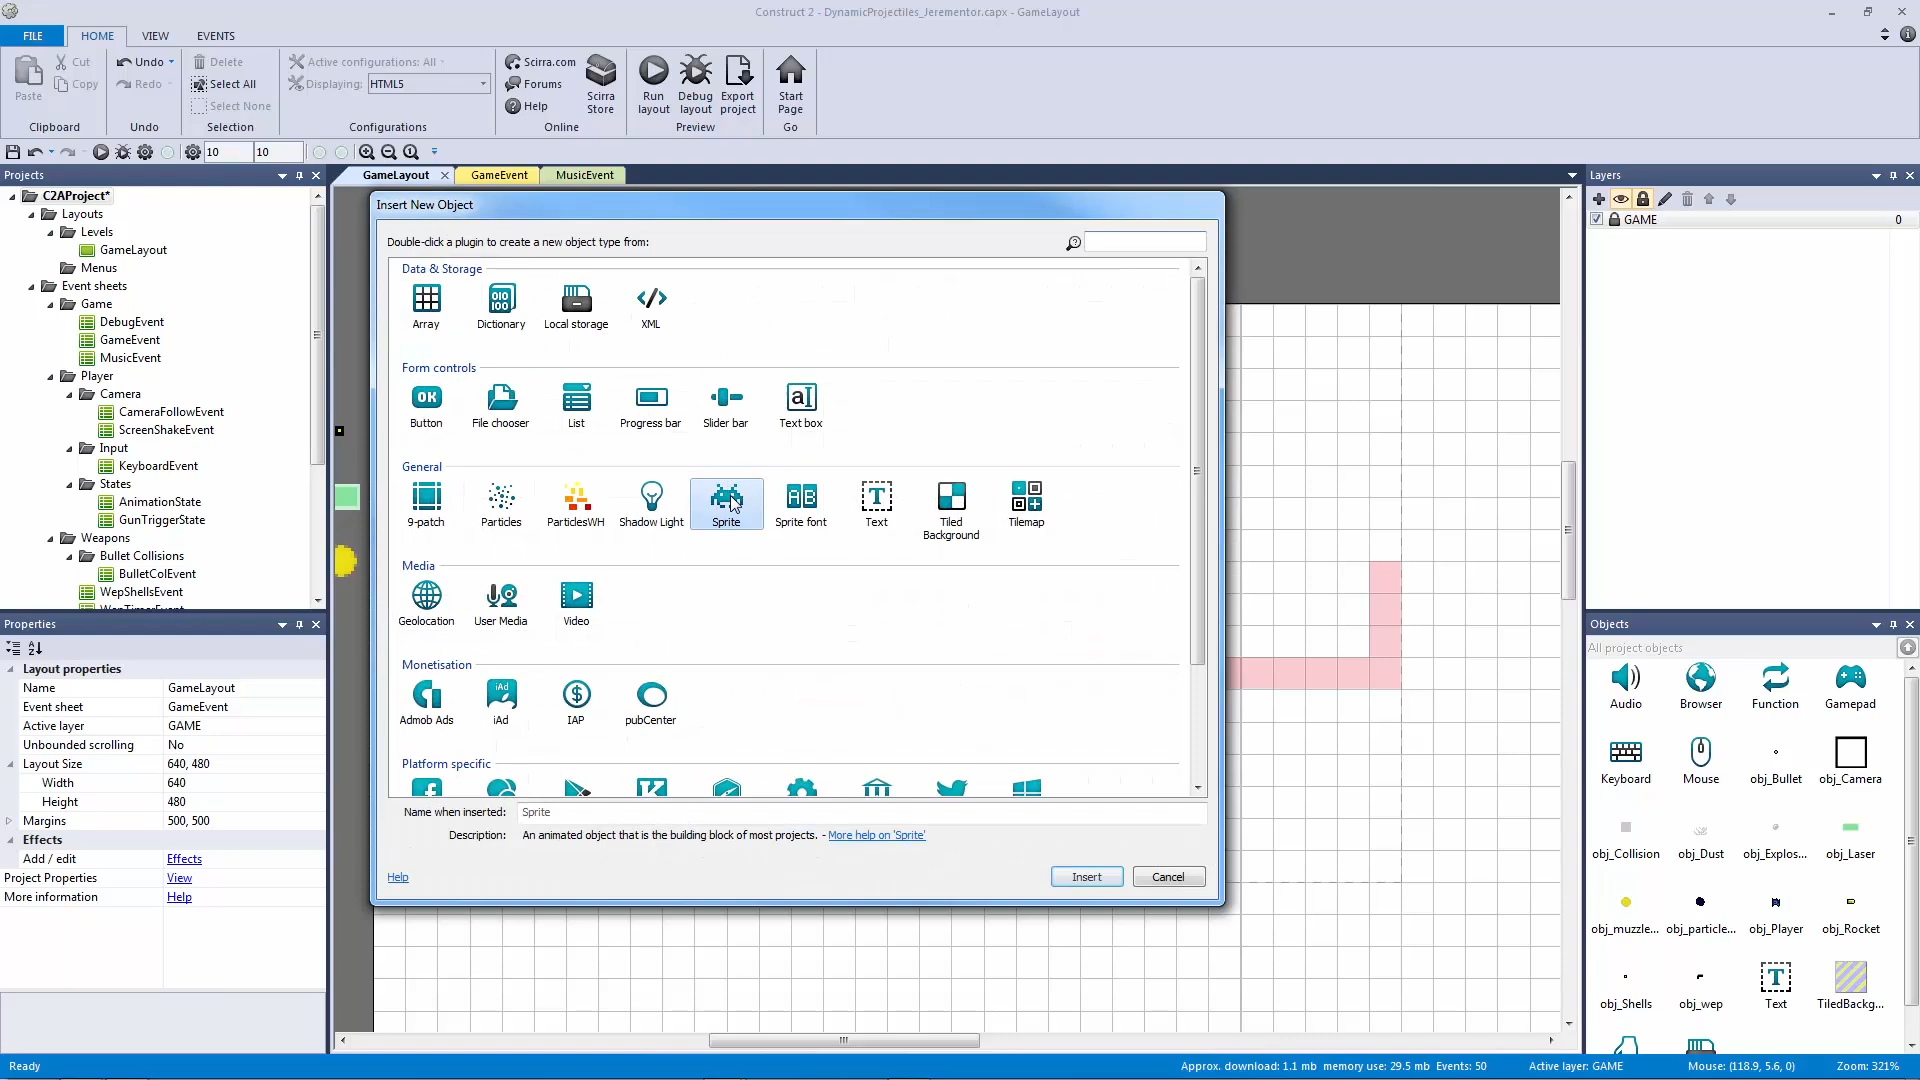 Construct 2 - DynamicProjectiles_Jerementor.capx - GameLayout
FILE
HOME
VIEW
EVENTS
Paste
Cut
Copy
Clipboard
Undo
Redo
Undo
Delete
Select All
Select None
Selection
Active configurations: All
Displaying:
HTML5
Configurations
Scirra.com
Forums
Help
Scirra
Store
Online
Run
layout
Debug
layout
Export
project
Preview
Start
Page
Go
10
10
Projects
C2AProject*
Layouts
Levels
GameLayout
Menus
Event sheets
Game
DebugEvent
GameEvent
MusicEvent
Player
Camera
CameraFollowEvent
ScreenShakeEvent
Input
KeyboardEvent
States
AnimationState
GunTriggerState
Weapons
Bullet Collisions
BulletColEvent
WepShellsEvent
WepTimerEvent
Properties
Layout properties
Name GameLayout
Event sheet GameEvent
Active layer GAME
Unbounded scrolling No
Layout Size 640, 480
Width 640
Height 480
Margins 500, 500
Effects
Add / edit Effects
Project Properties View
More information Help
GameLayout
GameEvent
MusicEvent
Insert New Object
Double-click a plugin to create a new object type from:
Data & Storage
Array
Dictionary
Local storage
XML
Form controls
Button
File chooser
List
Progress bar
Slider bar
Text box
General
9-patch
Particles
ParticlesWH
Shadow Light
Sprite
Sprite font
Text
Tiled
Background
Tilemap
Media
Geolocation
User Media
Video
Monetisation
Admob Ads
iAd
IAP
pubCenter
Platform specific
Name when inserted: Sprite
Description: An animated object that is the building block of most projects. - More help on 'Sprite'
Help
Insert
Cancel
Layers
GAME 0
Objects
All project objects
Audio
Browser
Function
Gamepad
Keyboard
Mouse
obj_Bullet
obj_Camera
obj_Collision
obj_Dust
obj_Explos...
obj_Laser
obj_muzzle...
obj_particle...
obj_Player
obj_Rocket
obj_Shells
obj_wep
Text
TiledBackg...
Ready
Approx. download: 1.1 mb memory use: 29.5 mb Events: 50
Active layer: GAME
Mouse: (118.9, 5.6, 0)
Zoom: 321%